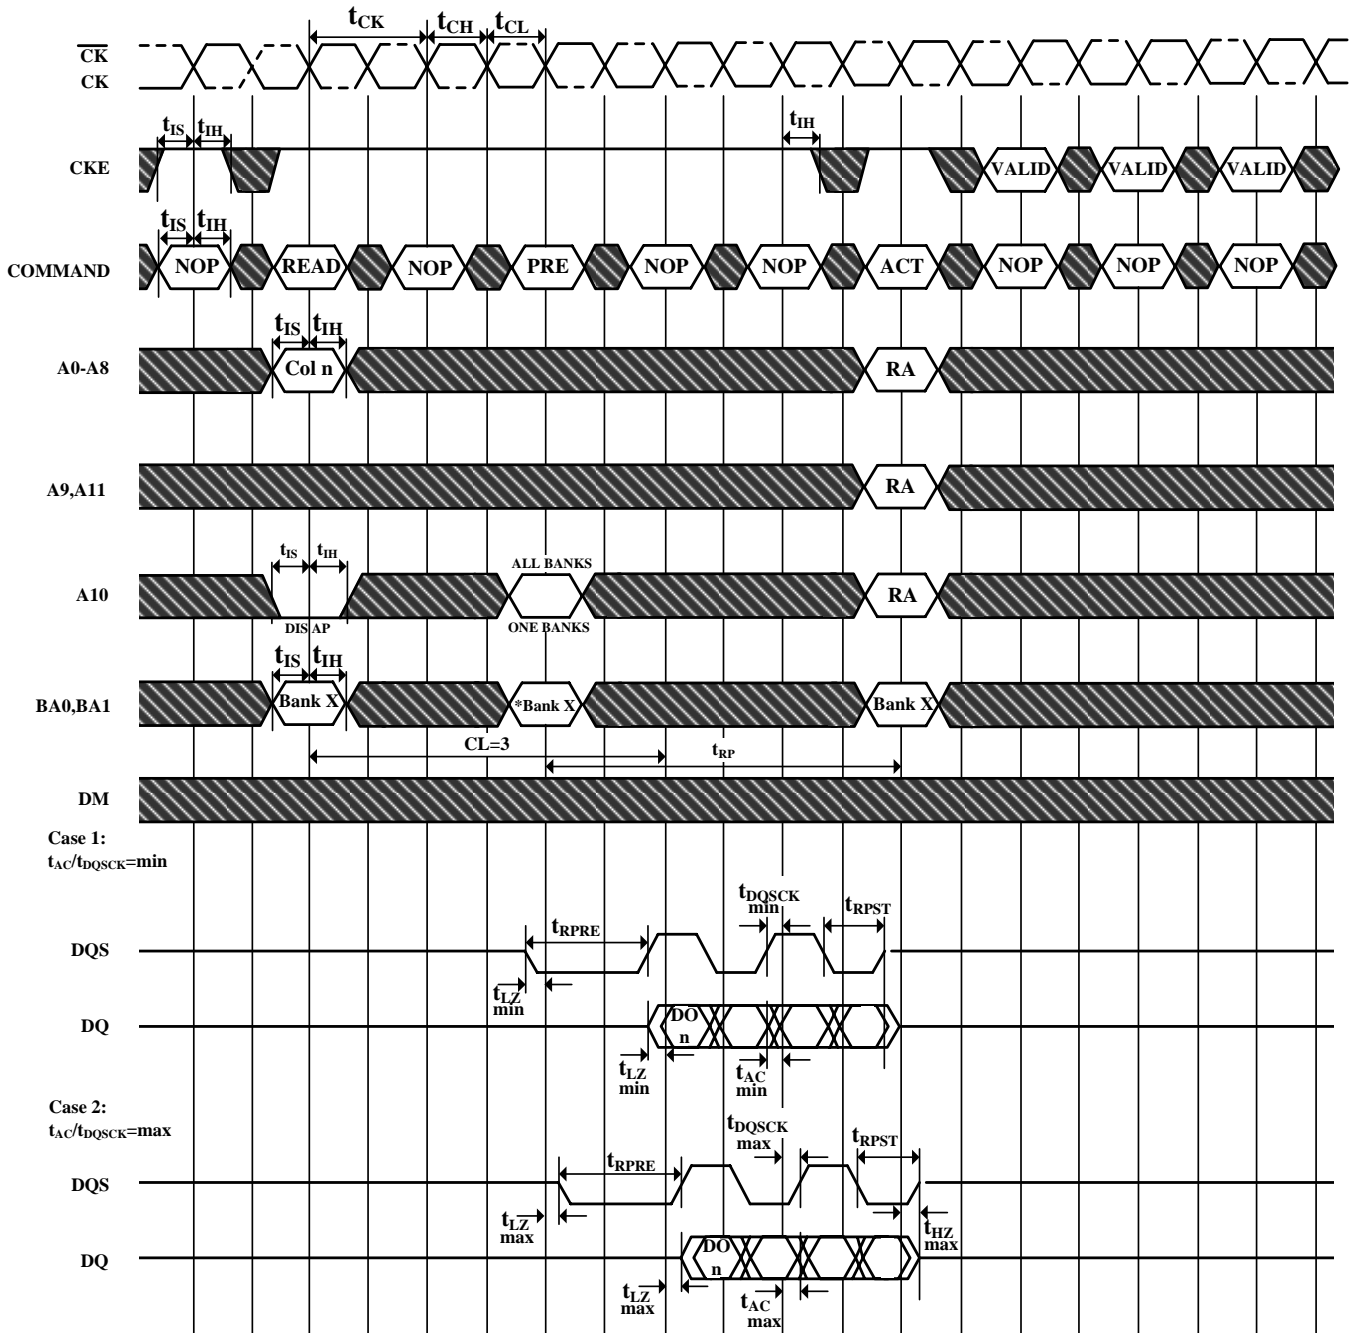 tCK tCH tCL
CK
CK
tIS tIH tIH
CKE VALID VALID VALID
tIS tIH
COMMAND NOP READ NOP PRE NOP NOP ACT NOP NOP NOP
tIS tIH
A0-A8 Col n RA
A9,A11 RA
tIS tIH ALL BANKS
A10 RA
DIS AP ONE BANKS
tIS tIH
BA0,BA1 Bank X *Bank X Bank X
CL=3 tRP
DM
Case 1:
tAC/tDQSCK=min
tDQSCK
min
tRPST
tRPRE
DQS
tLZ
min
DQ DO
n
tLZ
min
tAC
min
Case 2:
tAC/tDQSCK=max
tDQSCK
max
tRPST
tRPRE
DQS
tLZ
max
tHZ
max
DQ DO
n
tLZ
max
tAC
max